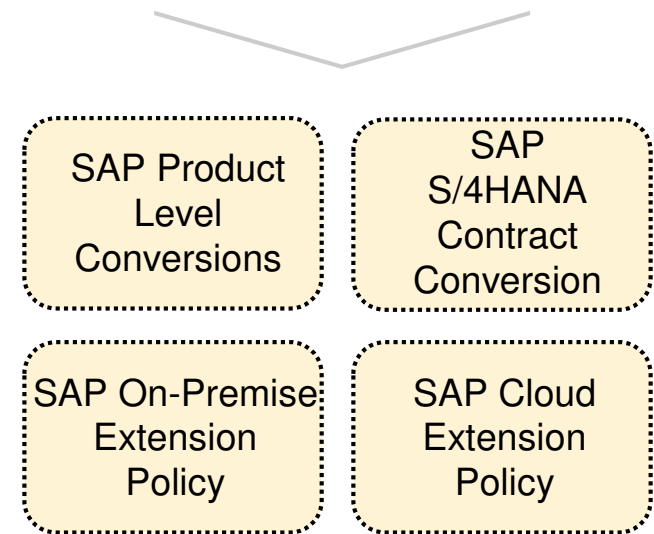 SAP Product
Level
Conversions
SAP
S/4HANA
Contract
Conversion
SAP On-Premise
Extension
Policy
SAP Cloud
Extension
Policy